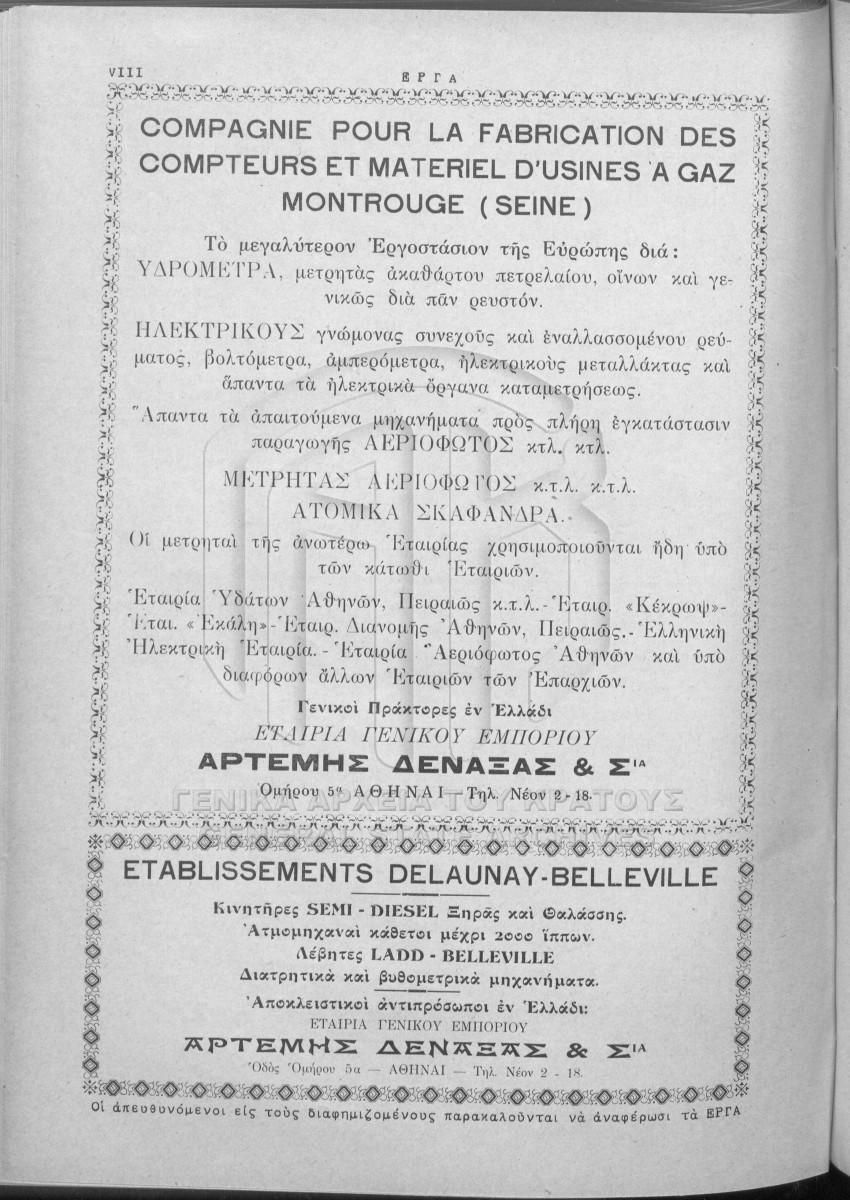 VIII
ΕΡΓΑ
COMPAGNIE POUR LA FABRICATION DES
COMPTEURS ET MATERIEL D'USINES A GAZ
MONTROUGE ( SEINE )
Τὸ μεγαλύτερον Ἐργοστάσιον τῆς Εὐρώπης διά :
ΥΔΡΟΜΕΤΡΑ, μετρητὰς ἀκαθάρτου πετρελαίου, οἴνων καὶ γε-
νικῶς διὰ πᾶν ρευστόν.
ΗΛΕΚΤΡΙΚΟΥΣ γνώμονας συνεχοῦς καὶ ἐναλλασσομένου ρεύ-
ματος, βολτόμετρα, ἀμπερόμετρα, ἠλεκτρικοὺς μεταλλάκτας καὶ
ἅπαντα τὰ ἠλεκτρικὰ ὄργανα καταμετρήσεως.
Ἅπαντα τὰ ἀπαιτούμενα μηχανήματα πρὸς πλήρη ἐγκατάστασιν
παραγωγῆς ΑΕΡΙΟΦΩΤΟΣ κτλ. κτλ.
ΜΕΤΡΗΤΑΣ ΑΕΡΙΟΦΩΤΟΣ κ.τ.λ. κ.τ.λ.
ΑΤΟΜΙΚΑ ΣΚΑΦΑΝΔΡΑ.
Οἱ μετρηταὶ τῆς ἀνωτέρω Ἑταιρίας χρησιμοποιοῦνται ἤδη ὑπὸ
τῶν κάτωθι Ἑταιριῶν.
Ἑταιρία Ὑδάτων Ἀθηνῶν, Πειραιῶς κ.τ.λ.-Ἑταιρ. «Κέκρωψ»-
Ἑται. «Ἐκάλη»-Ἑταιρ. Διανομῆς Ἀθηνῶν, Πειραιῶς.-Ἑλληνικὴ
Ἠλεκτρικὴ Ἑταιρία. - Ἑταιρία Ἀεριόφωτος Ἀθηνῶν καὶ ὑπὸ
διαφόρων ἄλλων Ἑταιριῶν τῶν Ἐπαρχιῶν.
Γενικοὶ Πράκτορες ἐν Ἑλλάδι
ΕΤΑΙΡΙΑ ΓΕΝΙΚΟΥ ΕΜΠΟΡΙΟΥ
ΑΡΤΕΜΗΣ ΔΕΝΑΞΑΣ & Σ<sup>ΙΑ</sup>
Ὁμήρου 5α ΑΘΗΝΑΙ — Τηλ. Νέον 2 - 18.
ΓΕΝΙΚΑ ΑΡΧΕΙΑ ΤΟΥ ΚΡΑΤΟΥΣ
ETABLISSEMENTS DELAUNAY-BELLEVILLE
Κινητῆρες SEMI - DIESEL Ξηρᾶς καὶ Θαλάσσης.
Ἀτμομηχαναὶ κάθετοι μέχρι 2000 ἵππων.
Λέβητες LADD - BELLEVILLE
Διατρητικὰ καὶ βυθομετρικὰ μηχανήματα.
Ἀποκλειστικοὶ ἀντιπρόσωποι ἐν Ἑλλάδι:
ΕΤΑΙΡΙΑ ΓΕΝΙΚΟΥ ΕΜΠΟΡΙΟΥ
ΑΡΤΕΜΗΣ ΔΕΝΑΞΑΣ & Σ<sup>ΙΑ</sup>
Ὁδὸς Ὁμήρου 5α — ΑΘΗΝΑΙ — Τηλ. Νέον 2 - 18.
Οἱ ἀπευθυνόμενοι εἰς τοὺς διαφημιζομένους παρακαλοῦνται νὰ ἀναφέρωσι τὰ ΕΡΓΑ